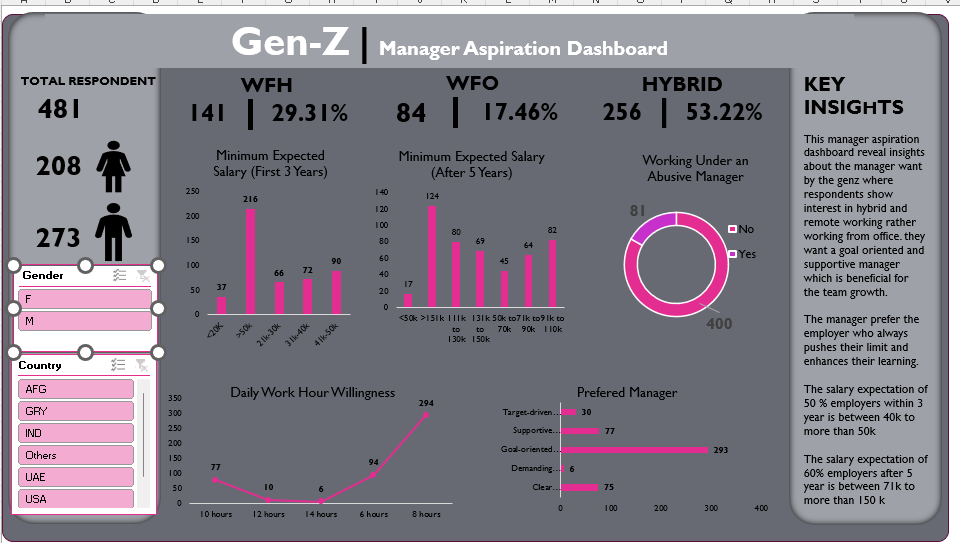 Gen-Z | Manager Aspiration Dashboard
TOTAL RESPONDENT
481
208
273
Gender
F
M
Country
AFG
GRY
IND
Others
UAE
USA
WFH
141 | 29.31%
WFO
84 | 17.46%
HYBRID
256 | 53.22%
Minimum Expected
Salary (First 3 Years)
250
200
150
100
50
0
37
216
66
72
90
<20K
>50k
21k-30k
31k-40k
41k-50k
Minimum Expected Salary
(After 5 Years)
140
120
100
80
60
40
20
0
17
124
80
69
45
64
82
<50k
>151k
111k
to
130k
131k
to
150k
50k to
70k
71k to
90k
91k to
110k
Working Under an
Abusive Manager
81
400
No
Yes
Daily Work Hour Willingness
350
300
250
200
150
100
50
0
77
10
6
94
294
10 hours
12 hours
14 hours
6 hours
8 hours
Prefered Manager
Target-driven...
30
Supportive...
77
Goal-oriented...
293
Demanding...
6
Clear...
75
0
100
200
300
400
KEY
INSIGHTS
This manager aspiration
dashboard reveal insights
about the manager want
by the genz where
respondents show
interest in hybrid and
remote working rather
working from office. they
want a goal oriented and
supportive manager
which is beneficial for
the team growth.
The manager prefer the
employer who always
pushes their limit and
enhances their learning.
The salary expectation of
50 % employers within 3
year is between 40k to
more than 50k
The salary expectation of
60% employers after 5
year is between 71k to
more than 150 k